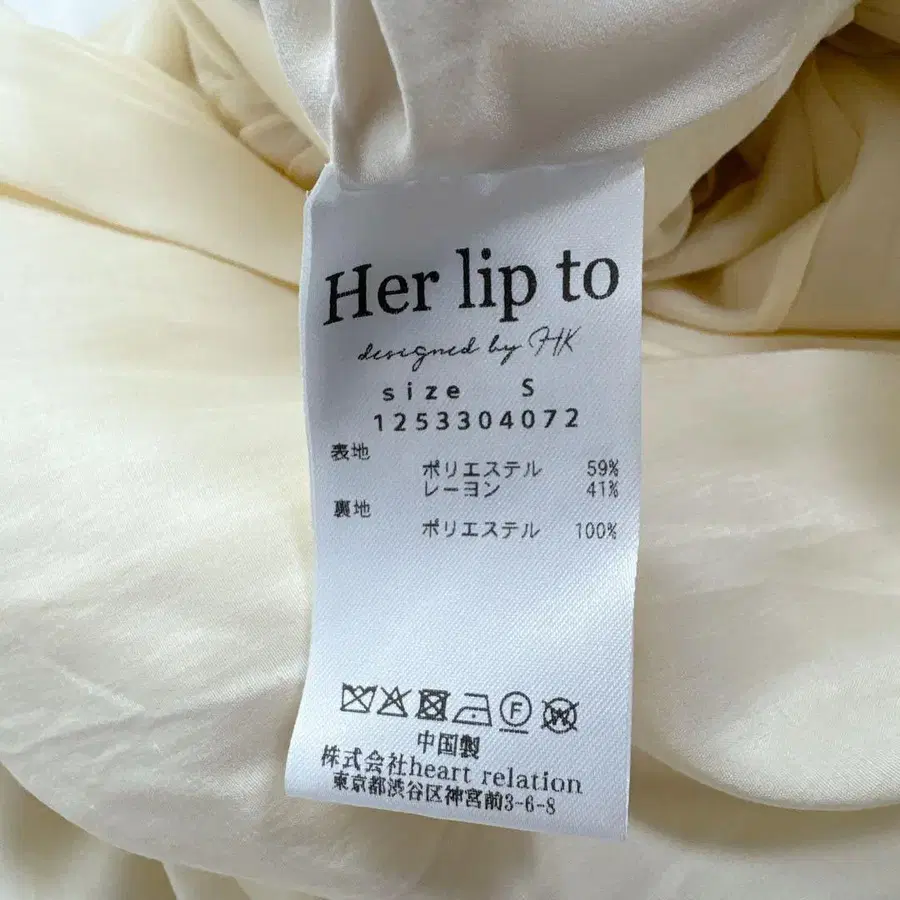 Her lip to
designed by HK
size S
1253304072
表地
ポリエステル 59%
レーヨン 41%
裏地
ポリエステル 100%
F
W
中国製
株式会社heart relation
東京都渋谷区神宮前3-6-8